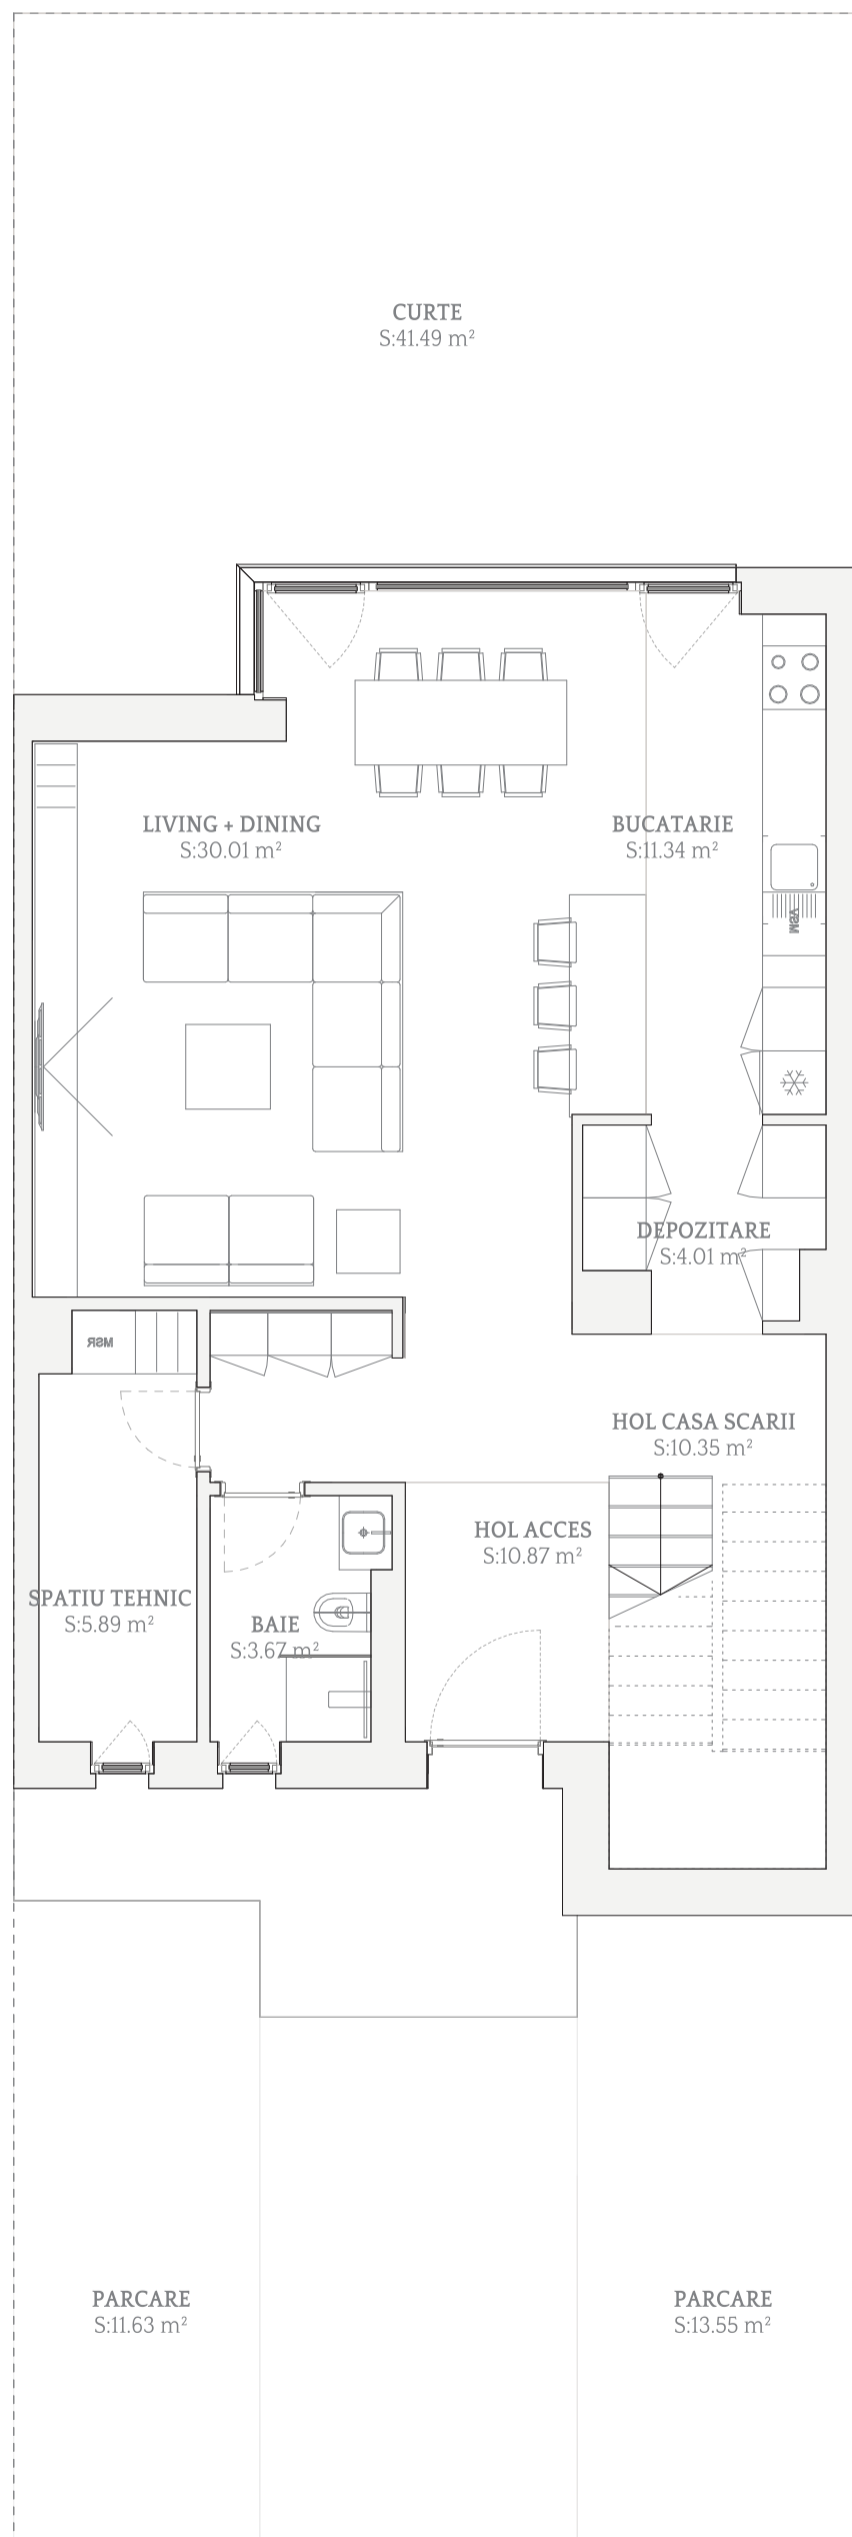 CURTE
S:41.49 m²
LIVING + DINING
S:30.01 m²
BUCATARIE
S:11.34 m²
MSV
DEPOZITARE
S:4.01 m²
MSR
HOL CASA SCARII
S:10.35 m²
HOL ACCES
S:10.87 m²
SPATIU TEHNIC
S:5.89 m²
BAIE
S:3.67 m²
PARCARE
S:11.63 m²
PARCARE
S:13.55 m²